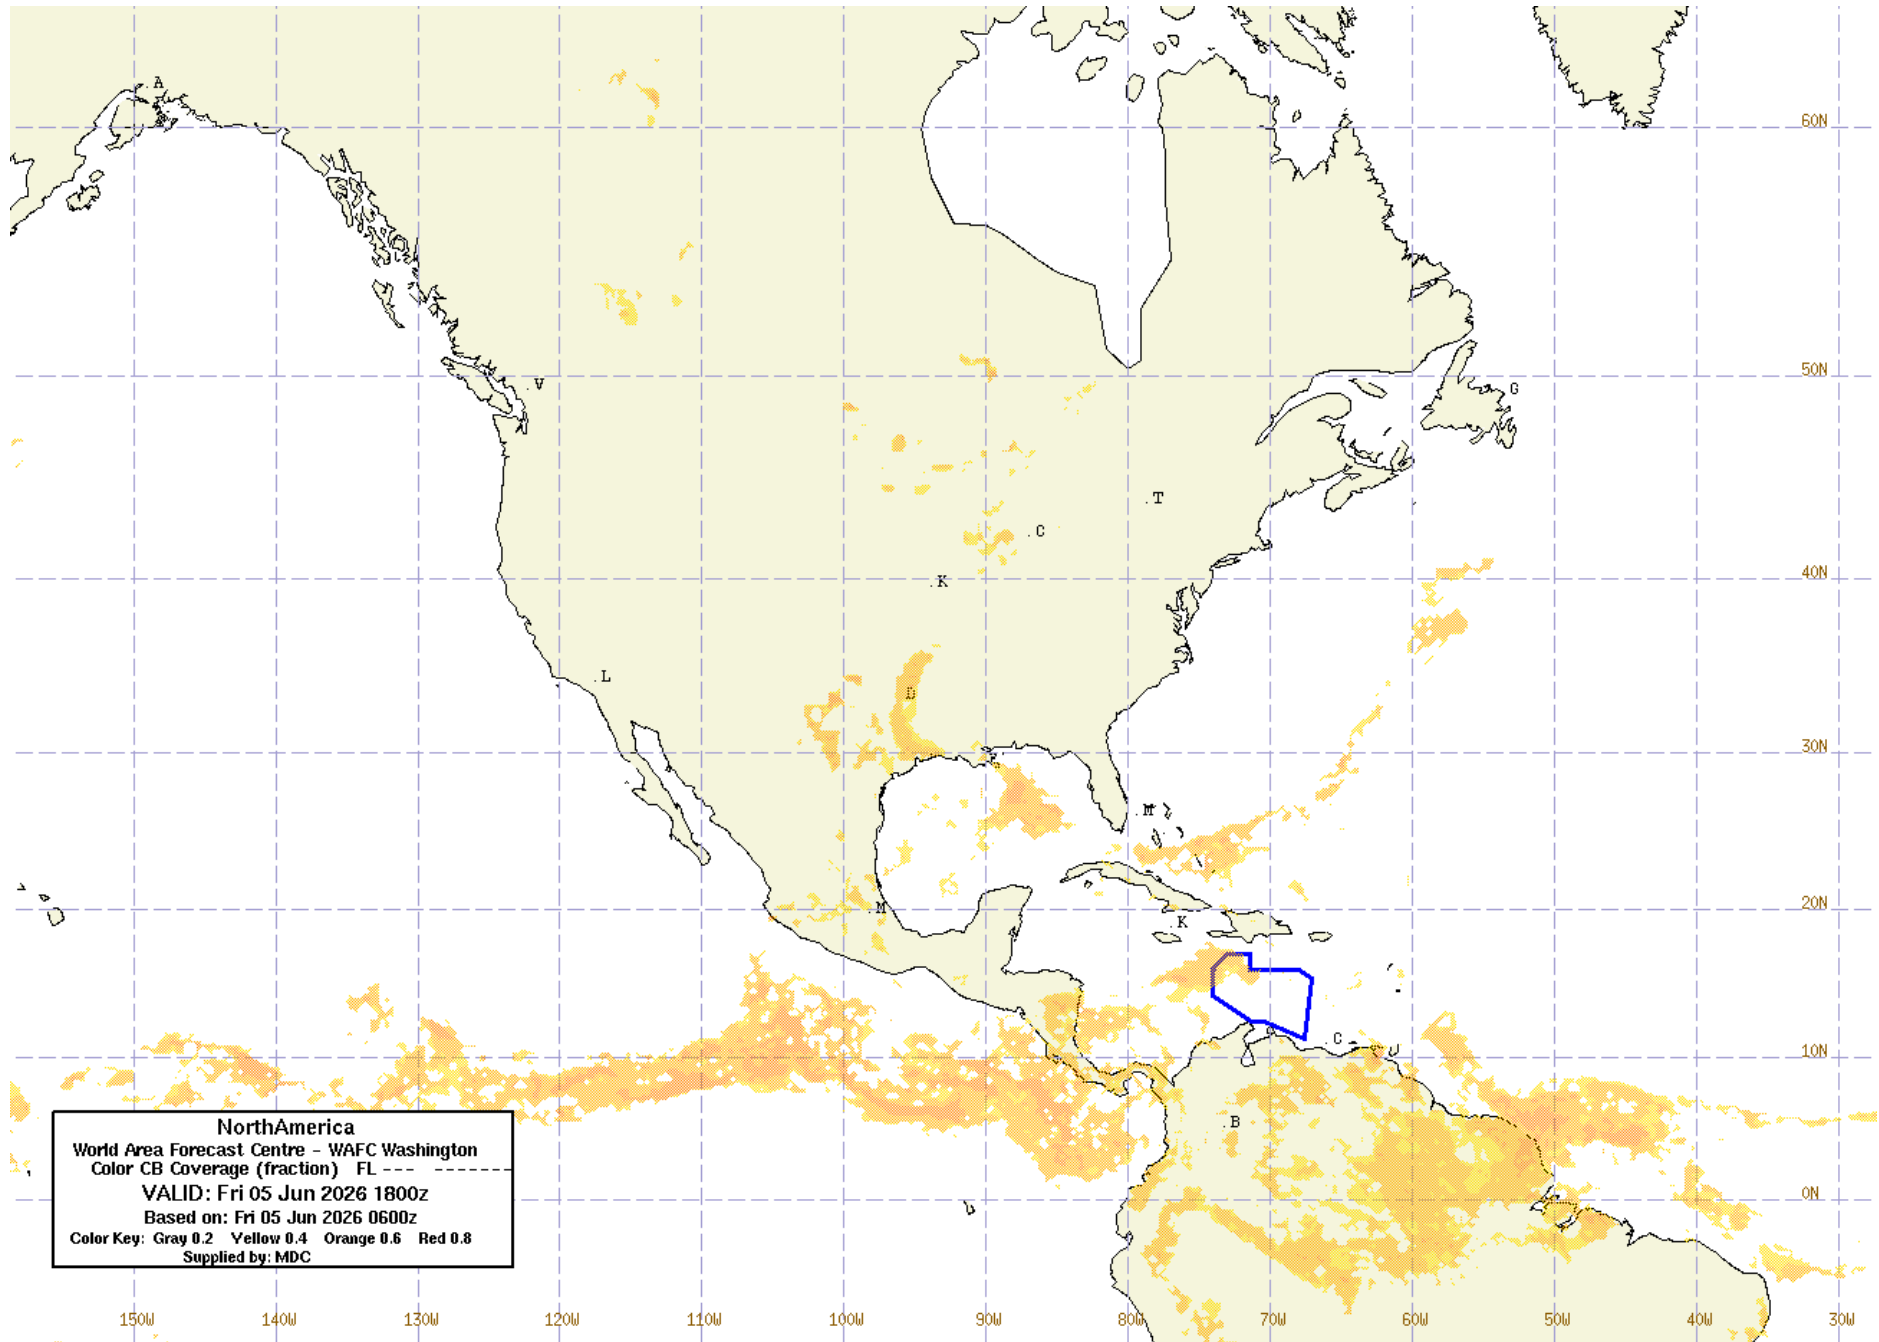 A
60N
50N
V
G
T
C
40N
K
L
D
30N
M
20N
M
K
C
10N
B
NorthAmerica
World Area Forecast Centre - WAFC Washington
Color CB Coverage (fraction) FL --- --------
VALID: Fri 05 Jun 2026 1800z
Based on: Fri 05 Jun 2026 0600z
Color Key: Gray 0.2 Yellow 0.4 Orange 0.6 Red 0.8
Supplied by: MDC
0N
150W 140W 130W 120W 110W 100W 90W 80W 70W 60W 50W 40W 30W